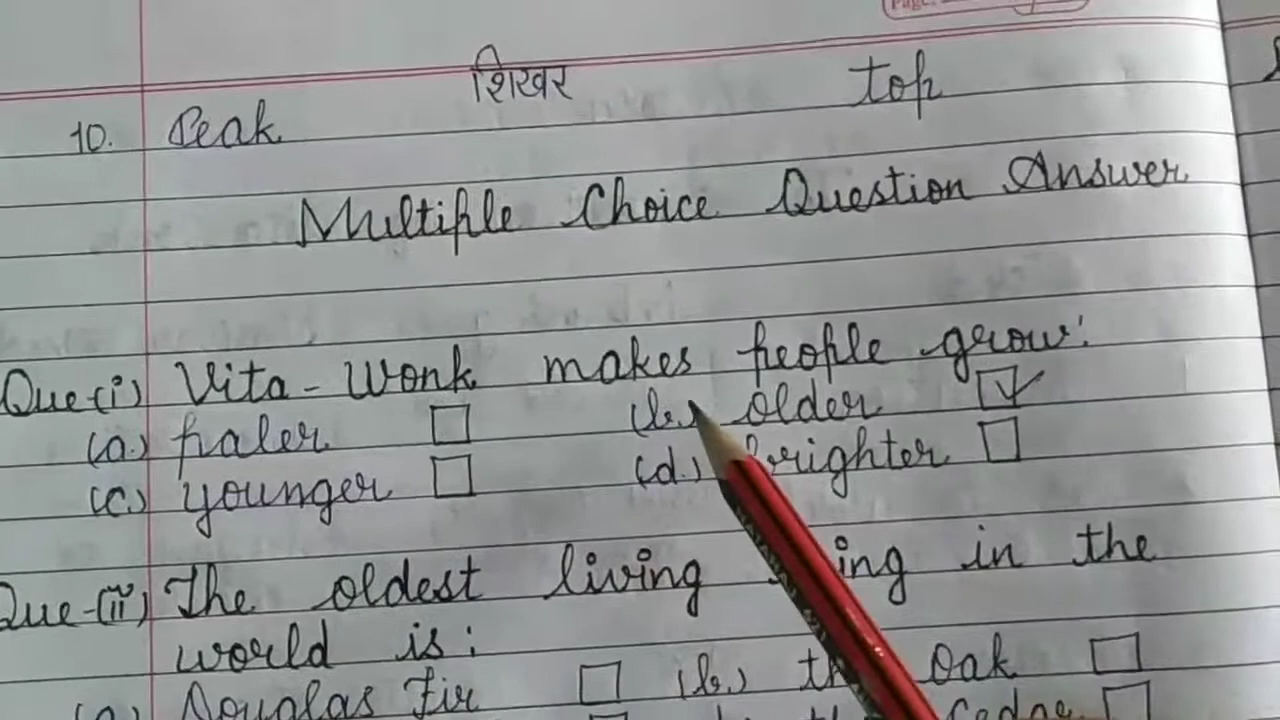 Page
10. Peak शिखर top
Multiple Choice Question Answer
Que-(i) Vita-Wonk makes people grow:
(a.) paler (b.) older
(c.) younger (d.) brighter
Que-(ii) The oldest living in the
world is:
(a) Douglas Fir (b.) Oak